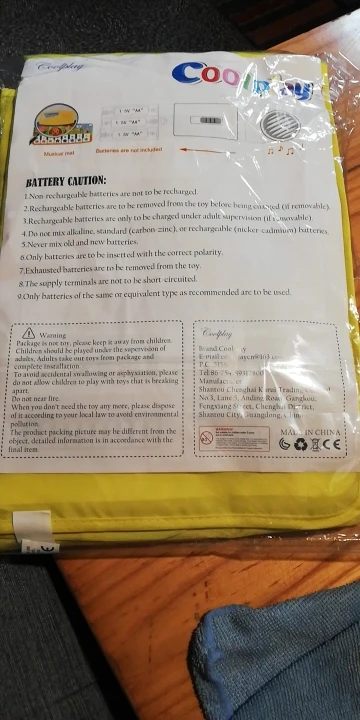 Coolplay
Coolplay
1.5V "AA"
1.5V "AA"
1.5V "AA"
Musical mat
Batteries are not included
BATTERY CAUTION:
1.Non-rechargeable batteries are not to be recharged.
2.Rechargeable batteries are to be removed from the toy before being charged (if removable).
3.Rechargeable batteries are only to be charged under adult supervision (if removable).
4.Do not mix alkaline, standard (carbon-zinc), or rechargeable (nicker-cadmium) batteries.
5.Never mix old and new batteries.
6.Only batteries are to be inserted with the correct polarity.
7.Exhausted batteries are to be removed from the toy.
8.The supply terminals are not to be short-circuited.
9.Only batteries of the same or equivalent type as recommended are to be used.
Warning
Package is not toy, please keep it away from children.
Children should be played under the supervision of
adults, Adults take out toys from package and
complete installation.
To avoid accidental swallowing or asphyxiation, please
do not allow children to play with toys that is breaking
apart.
Do not near fire.
When you don't need the toy any more, please dispose
of it according to your local law to avoid environmental
pollution.
The product packing picture may be different from the
object, detailed information is in accordance with the
final item.
Coolplay
Brand:
E-mail:
P.C.
Tel:86
Shantou Chenghai Trading
No.3, Lane 5, Anding Road, Gangkou,
Fengxiang Street, Chenghai District,
Shantou City, Guangdong, China
MADE IN CHINA
CE
CE